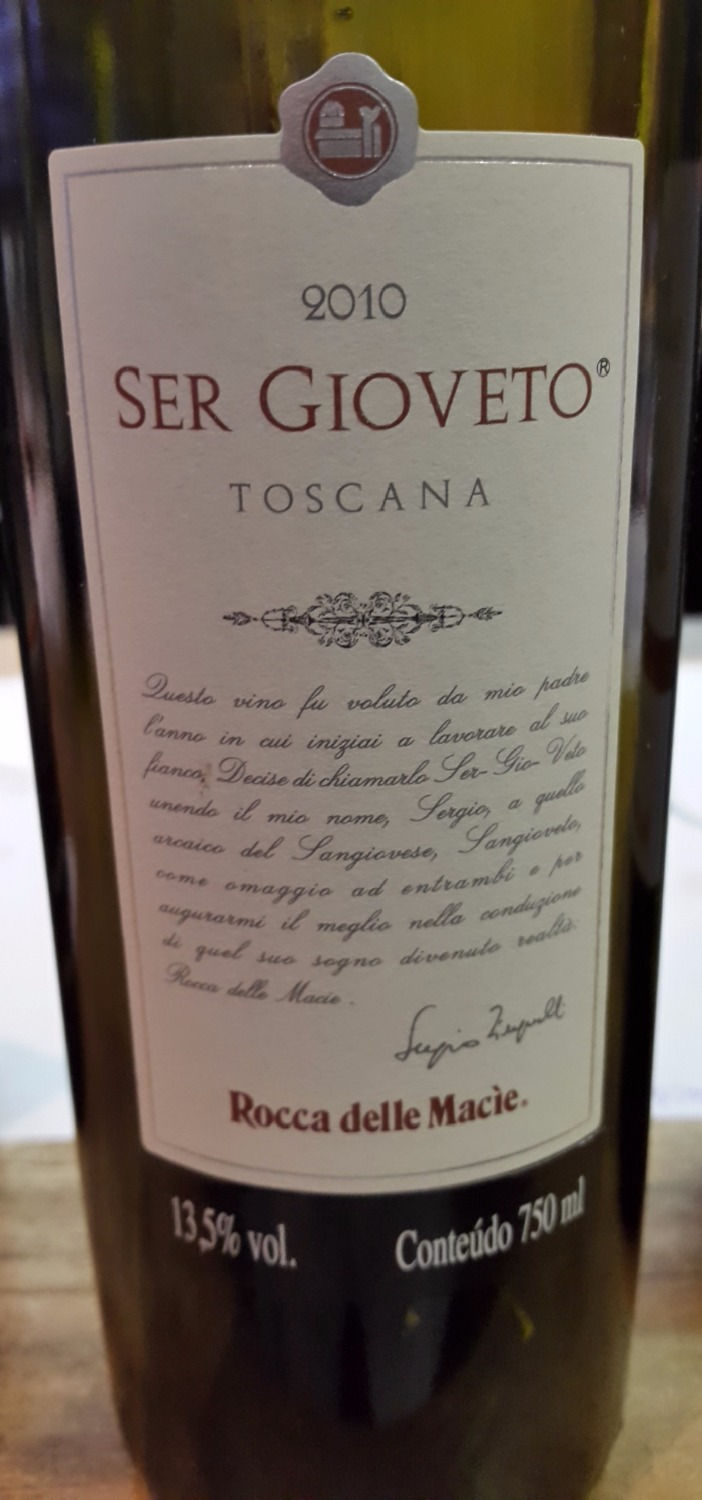 2010
SER GIOVETO®
TOSCANA
Questo vino fu voluto da mio padre
l'anno in cui iniziai a lavorare al suo
fianco, Decise di chiamarlo Ser-Gio-Veto
unendo il mio nome, Sergio, a quello
arcaico del Sangiovese, Sangioveto,
come omaggio ad entrambi e per
augurarmi il meglio nella conduzione
di quel suo sogno divenuto realtà:
Rocca delle Macìe.
Sergio Zingarelli
Rocca delle Macìe.
13,5% vol. Conteúdo 750 ml